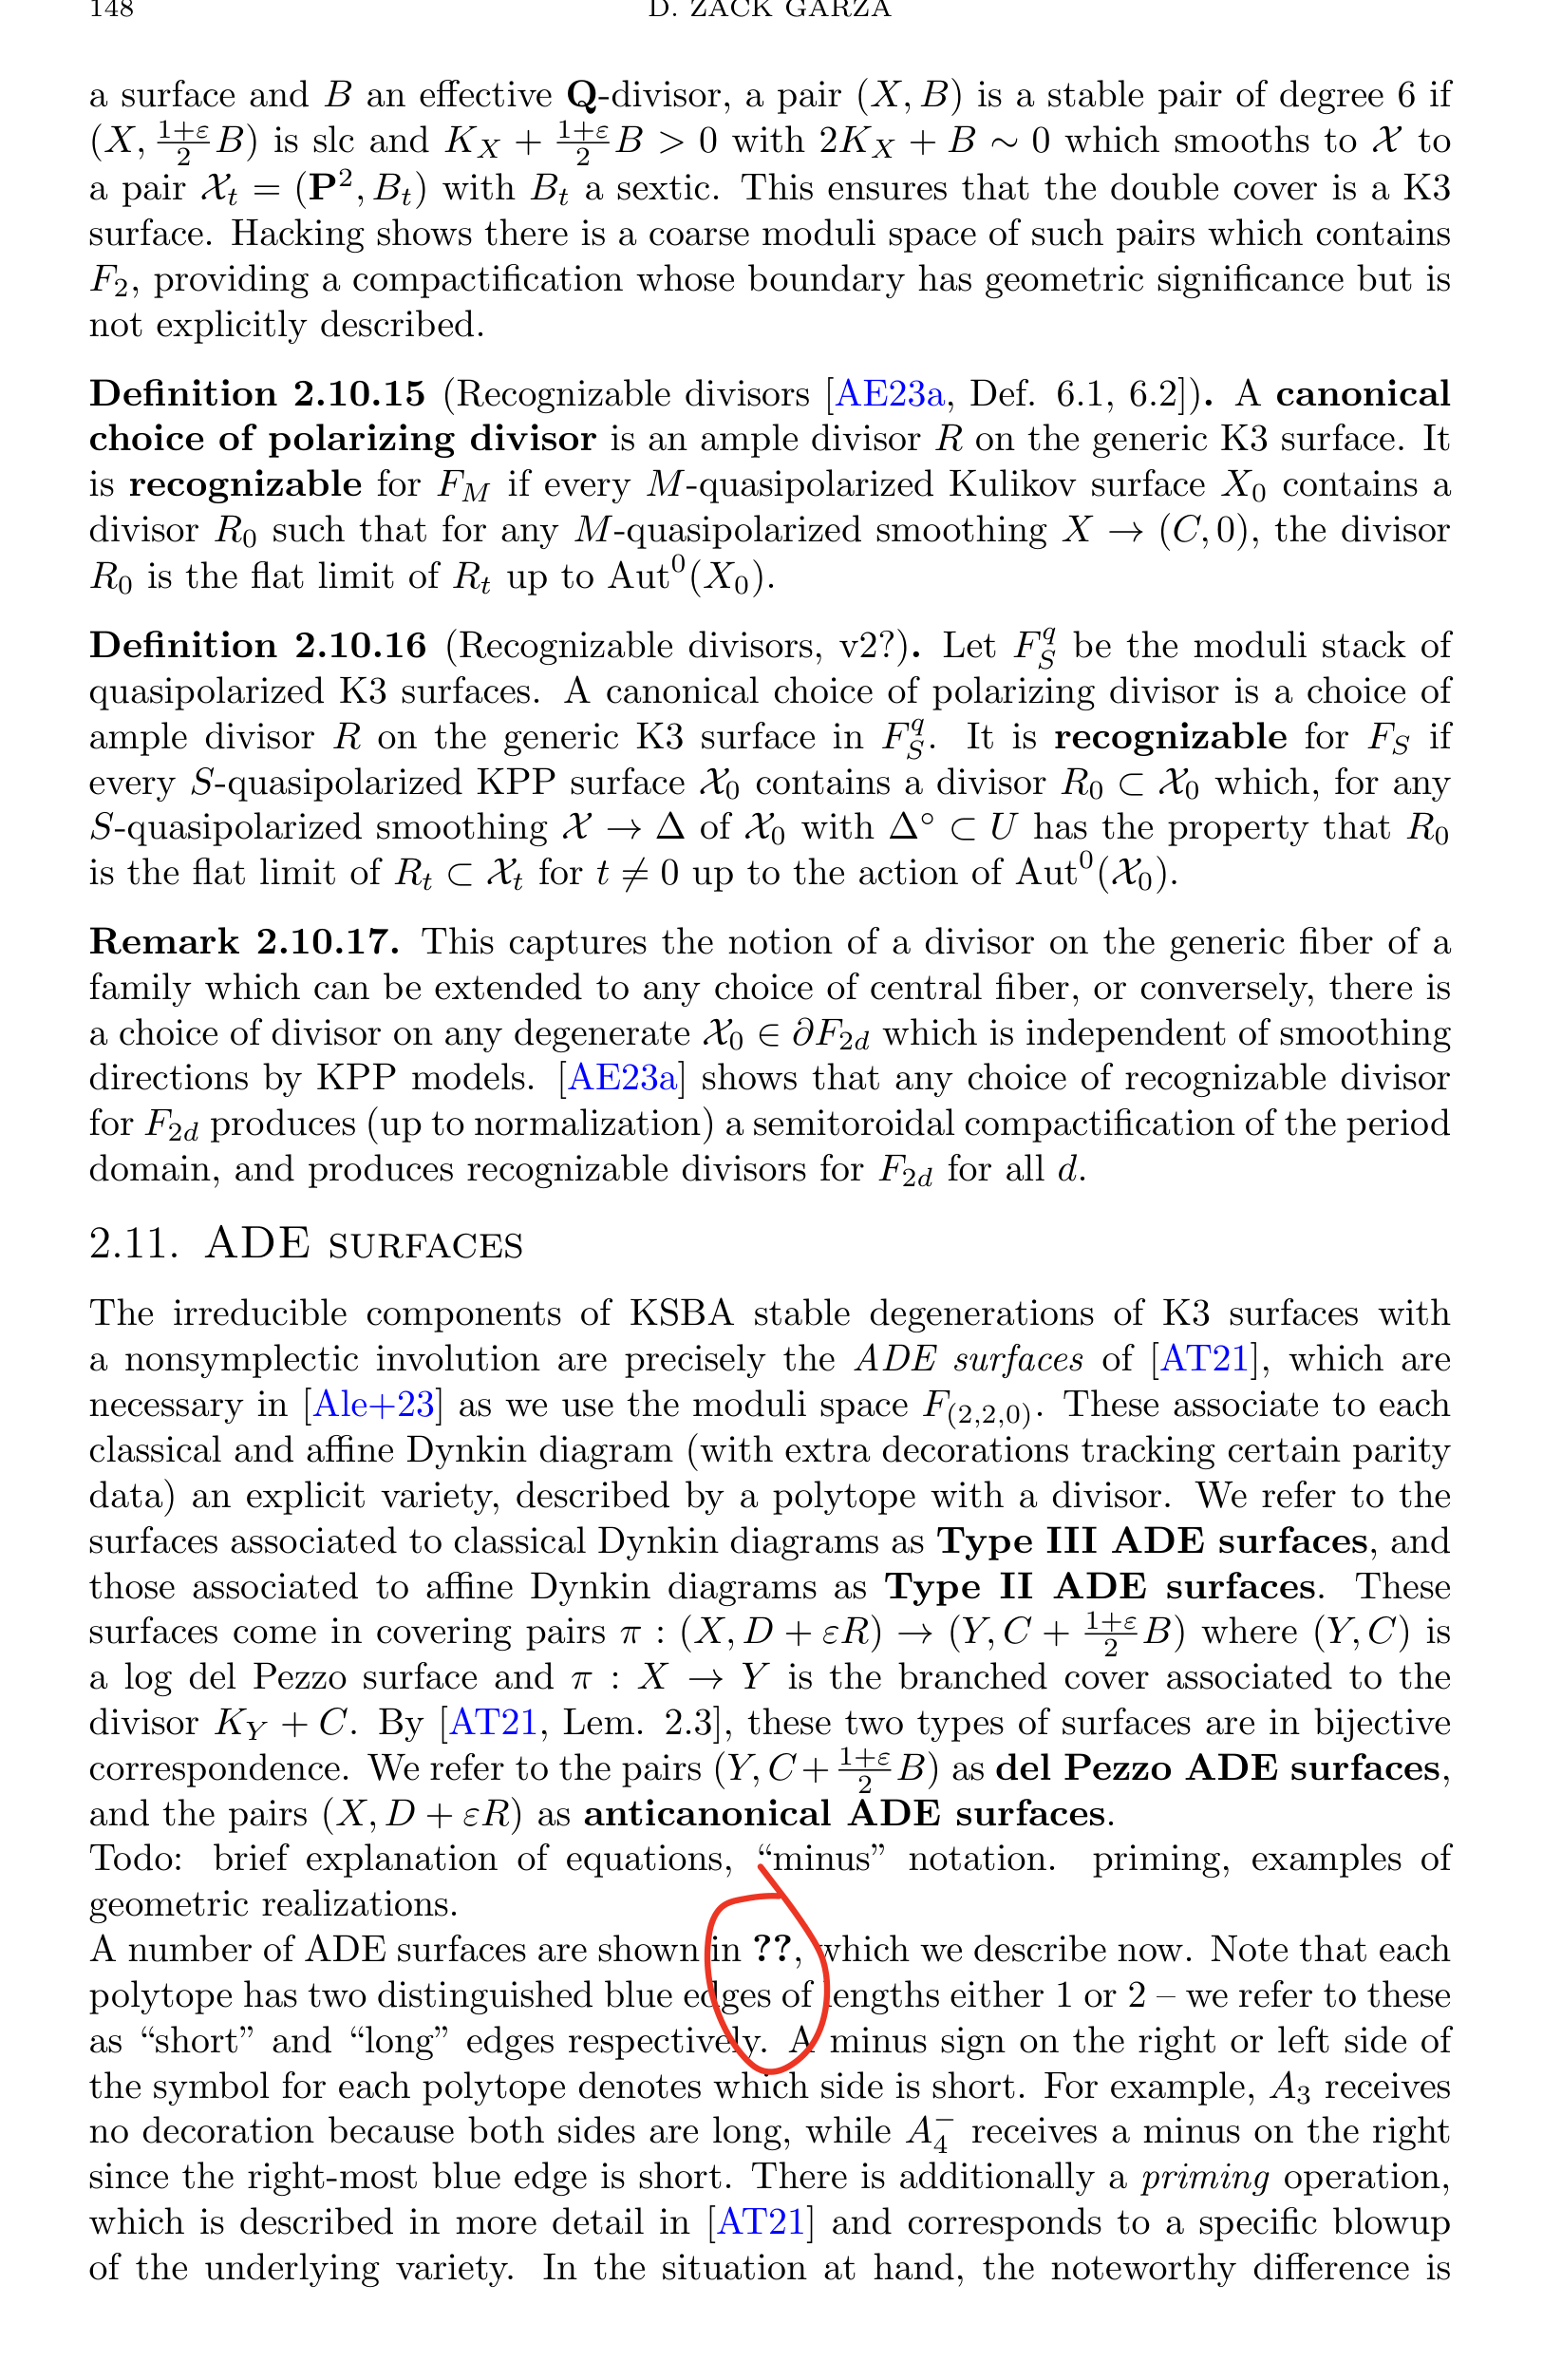 148 D. ZACK GARZA
a surface and B an effective Q-divisor, a pair (X, B) is a stable pair of degree 6 if
(X, \frac{1+ε}{2}B) is slc and K_X + \frac{1+ε}{2}B > 0 with 2K_X + B ∼ 0 which smooths to 𝒳 to
a pair 𝒳_t = (P², B_t) with B_t a sextic. This ensures that the double cover is a K3
surface. Hacking shows there is a coarse moduli space of such pairs which contains
F_2, providing a compactification whose boundary has geometric significance but is
not explicitly described.
Definition 2.10.15 (Recognizable divisors [AE23a, Def. 6.1, 6.2]). A canonical
choice of polarizing divisor is an ample divisor R on the generic K3 surface. It
is recognizable for F_M if every M-quasipolarized Kulikov surface X_0 contains a
divisor R_0 such that for any M-quasipolarized smoothing X → (C, 0), the divisor
R_0 is the flat limit of R_t up to Aut⁰(X_0).
Definition 2.10.16 (Recognizable divisors, v2?). Let F_S^q be the moduli stack of
quasipolarized K3 surfaces. A canonical choice of polarizing divisor is a choice of
ample divisor R on the generic K3 surface in F_S^q. It is recognizable for F_S if
every S-quasipolarized KPP surface 𝒳_0 contains a divisor R_0 ⊂ 𝒳_0 which, for any
S-quasipolarized smoothing 𝒳 → Δ of 𝒳_0 with Δ° ⊂ U has the property that R_0
is the flat limit of R_t ⊂ 𝒳_t for t ≠ 0 up to the action of Aut⁰(𝒳_0).
Remark 2.10.17. This captures the notion of a divisor on the generic fiber of a
family which can be extended to any choice of central fiber, or conversely, there is
a choice of divisor on any degenerate 𝒳_0 ∈ ∂F_{2d} which is independent of smoothing
directions by KPP models. [AE23a] shows that any choice of recognizable divisor
for F_{2d} produces (up to normalization) a semitoroidal compactification of the period
domain, and produces recognizable divisors for F_{2d} for all d.
2.11. ADE SURFACES
The irreducible components of KSBA stable degenerations of K3 surfaces with
a nonsymplectic involution are precisely the ADE surfaces of [AT21], which are
necessary in [Ale+23] as we use the moduli space F_{(2,2,0)}. These associate to each
classical and affine Dynkin diagram (with extra decorations tracking certain parity
data) an explicit variety, described by a polytope with a divisor. We refer to the
surfaces associated to classical Dynkin diagrams as Type III ADE surfaces, and
those associated to affine Dynkin diagrams as Type II ADE surfaces. These
surfaces come in covering pairs π : (X, D + εR) → (Y, C + \frac{1+ε}{2}B) where (Y, C) is
a log del Pezzo surface and π : X → Y is the branched cover associated to the
divisor K_Y + C. By [AT21, Lem. 2.3], these two types of surfaces are in bijective
correspondence. We refer to the pairs (Y, C + \frac{1+ε}{2}B) as del Pezzo ADE surfaces,
and the pairs (X, D + εR) as anticanonical ADE surfaces.
Todo: brief explanation of equations, “minus” notation. priming, examples of
geometric realizations.
A number of ADE surfaces are shown in ??, which we describe now. Note that each
polytope has two distinguished blue edges of lengths either 1 or 2 – we refer to these
as “short” and “long” edges respectively. A minus sign on the right or left side of
the symbol for each polytope denotes which side is short. For example, A_3 receives
no decoration because both sides are long, while A_4^- receives a minus on the right
since the right-most blue edge is short. There is additionally a priming operation,
which is described in more detail in [AT21] and corresponds to a specific blowup
of the underlying variety. In the situation at hand, the noteworthy difference is